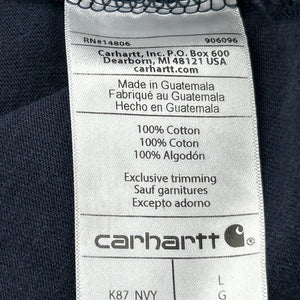 RN#14806 906096
Carhartt, Inc. P.O. Box 600
Dearborn, MI 48121 USA
carhartt.com
Made in Guatemala
Fabriqué au Guatemala
Hecho en Guatemala
100% Cotton
100% Coton
100% Algodón
Exclusive trimming
Sauf garnitures
Excepto adorno
carhartt
L
K87 NVY G